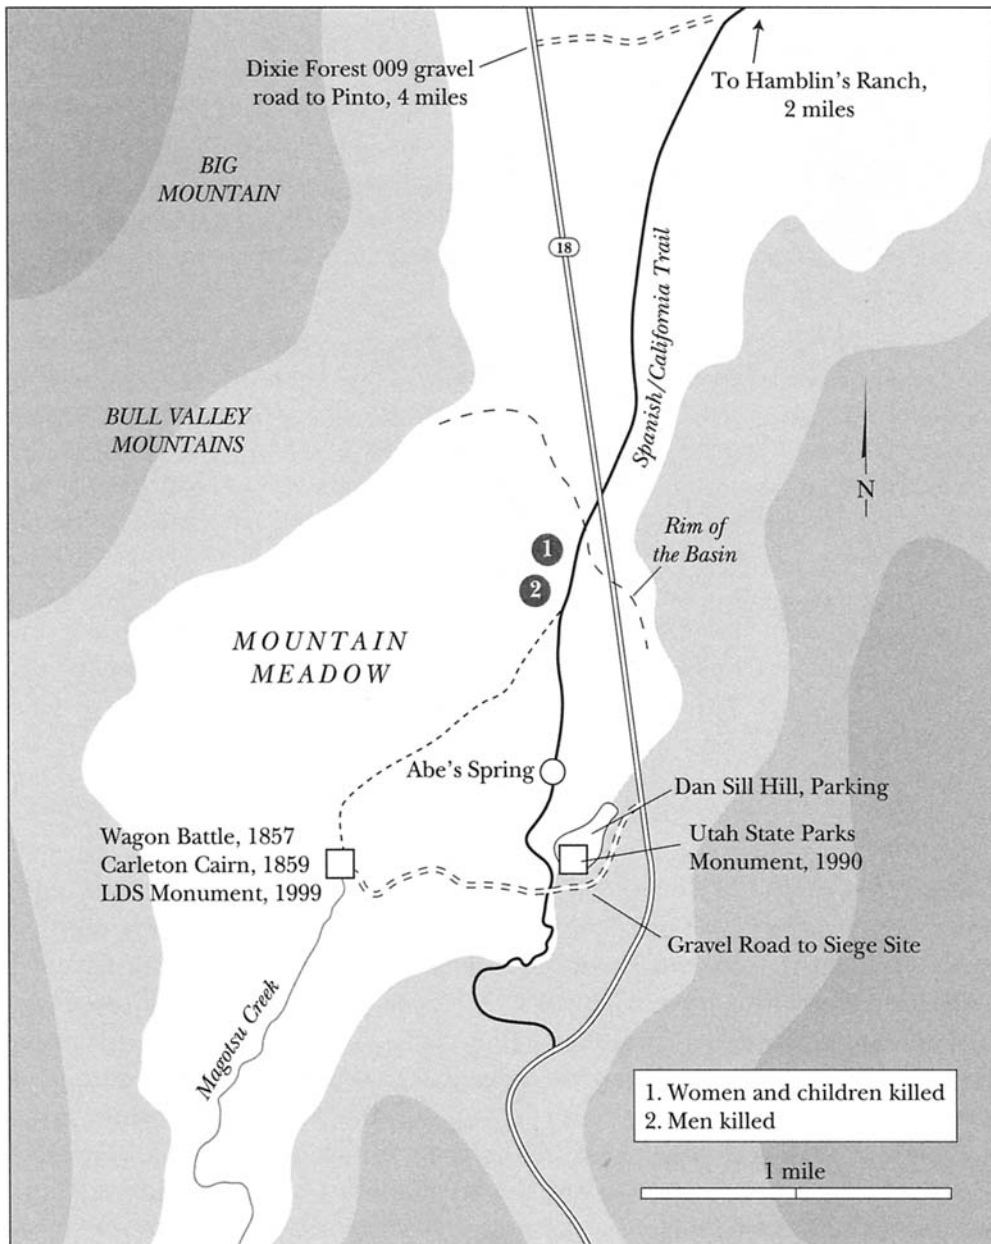 Dixie Forest 009 gravel
road to Pinto, 4 miles
To Hamblin's Ranch,
2 miles
BIG
MOUNTAIN
18
Spanish/California Trail
BULL VALLEY
MOUNTAINS
N
Rim of
the Basin
1
2
MOUNTAIN
MEADOW
Abe's Spring
Dan Sill Hill, Parking
Wagon Battle, 1857
Carleton Cairn, 1859
LDS Monument, 1999
Utah State Parks
Monument, 1990
Gravel Road to Siege Site
Magotsu Creek
1. Women and children killed
2. Men killed
1 mile